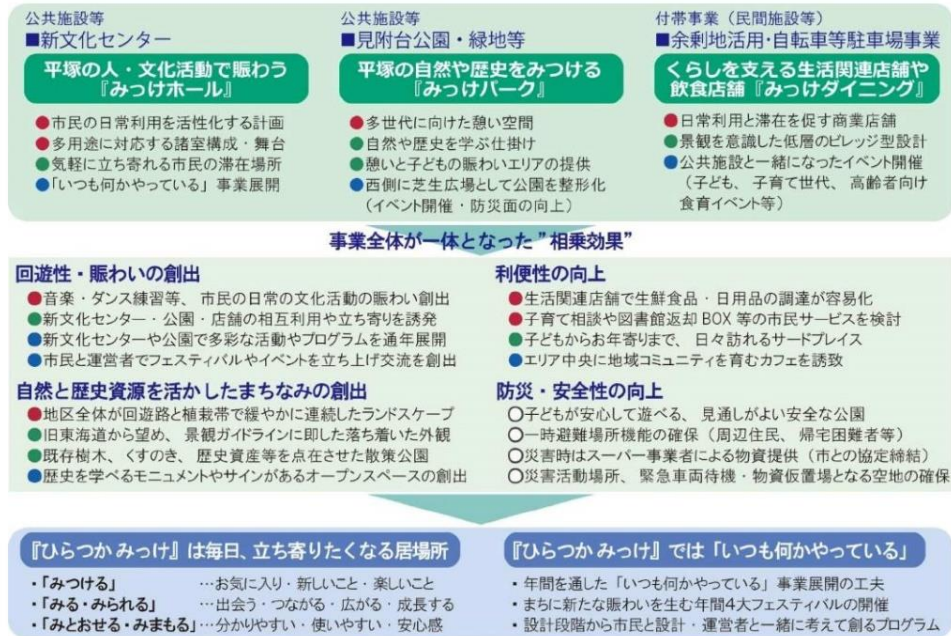 公共施設等
■新文化センター
平塚の人・文化活動で賑わう
『みっけホール』
●市民の日常利用を活性化する計画
●多用途に対応する諸室構成・舞台
●気軽に立ち寄れる市民の滞在場所
●「いつも何かやっている」事業展開
公共施設等
■見附台公園・緑地等
平塚の自然や歴史をみつける
『みっけパーク』
●多世代に向けた憩い空間
●自然や歴史を学ぶ仕掛け
●憩いと子どもの賑わいエリアの提供
●西側に芝生広場として公園を整形化
(イベント開催・防災面の向上)
付帯事業(民間施設等)
■余剰地活用・自転車等駐車場事業
くらしを支える生活関連店舗や
飲食店舗『みっけダイニング』
●日常利用と滞在を促す商業店舗
●景観を意識した低層のビレッジ型設計
●公共施設と一緒になったイベント開催
(子ども、子育て世代、高齢者向け
食育イベント等)
事業全体が一体となった"相乗効果"
回遊性・賑わいの創出
●音楽・ダンス練習等、市民の日常の文化活動の賑わい創出
●新文化センター・公園・店舗の相互利用や立ち寄りを誘発
●新文化センターや公園で多彩な活動やプログラムを通年展開
●市民と運営者でフェスティバルやイベントを立ち上げ交流を創出
利便性の向上
●生活関連店舗で生鮮食品・日用品の調達が容易化
●子育て相談や図書館返却BOX等の市民サービスを検討
●子どもからお年寄りまで、日々訪れるサードプレイス
●エリア中央に地域コミュニティを育むカフェを誘致
自然と歴史資源を活かしたまちなみの創出
●地区全体が回遊路と植栽帯で緩やかに連続したランドスケープ
●旧東海道から望め、景観ガイドラインに即した落ち着いた外観
●既存樹木、くすのき、歴史資産等を点在させた散策公園
●歴史を学べるモニュメントやサインがあるオープンスペースの創出
防災・安全性の向上
○子どもが安心して遊べる、見通しがよい安全な公園
○一時避難場所機能の確保(周辺住民、帰宅困難者等)
○災害時はスーパー事業者による物資提供(市との協定締結)
○災害活動場所、緊急車両待機・物資仮置場となる空地の確保
『ひらつか みっけ』は毎日、立ち寄りたくなる居場所
・「みつける」 …お気に入り・新しいこと・楽しいこと
・「みる・みられる」 …出会う・つながる・広がる・成長する
・「みとおせる・みまもる」…分かりやすい・使いやすい・安心感
『ひらつか みっけ』では「いつも何かやっている」
・年間を通した「いつも何かやっている」事業展開の工夫
・まちに新たな賑わいを生む年間4大フェスティバルの開催
・設計段階から市民と設計・運営者と一緒に考えて創るプログラム